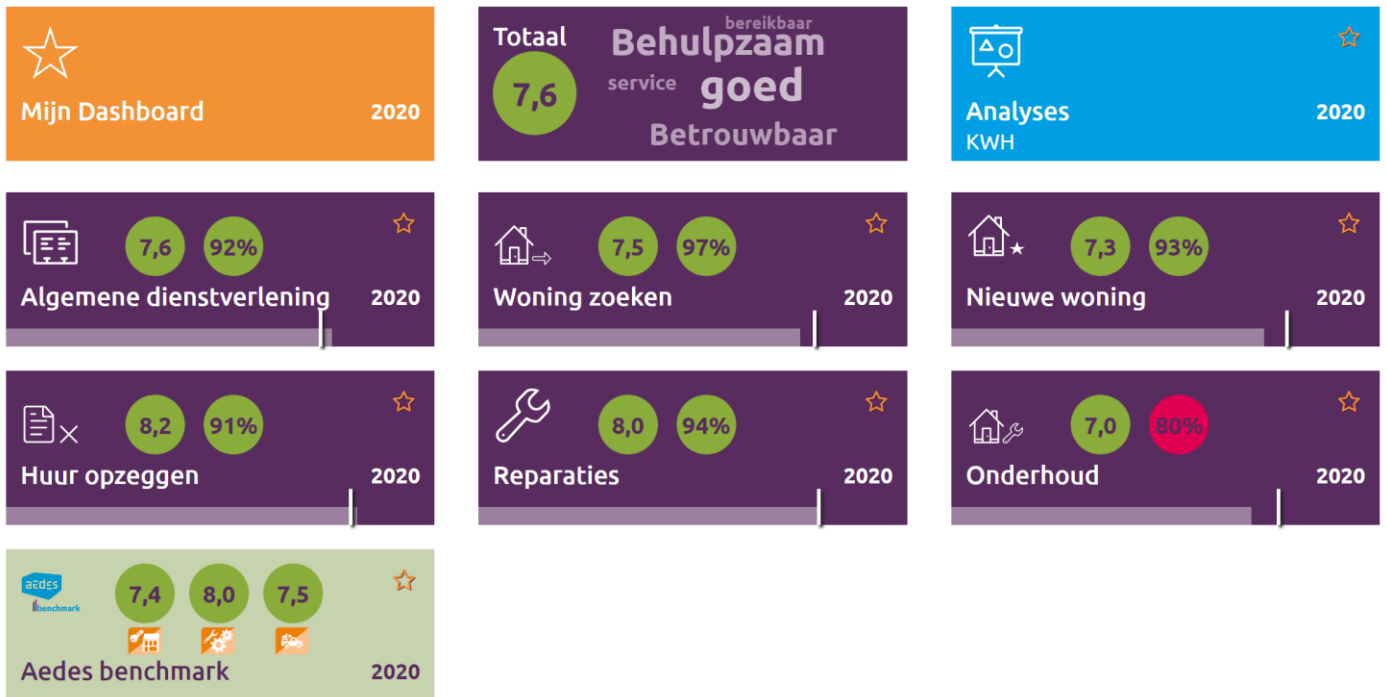 Mijn Dashboard
2020
Totaal
7,6
bereikbaar
Behulpzaam
service
goed
Betrouwbaar
Analyses
2020
KWH
7,6
92%
Algemene dienstverlening
2020
7,5
97%
Woning zoeken
2020
7,3
93%
Nieuwe woning
2020
8,2
91%
Huur opzeggen
2020
8,0
94%
Reparaties
2020
7,0
80%
Onderhoud
2020
aedes
benchmark
7,4
8,0
7,5
Aedes benchmark
2020